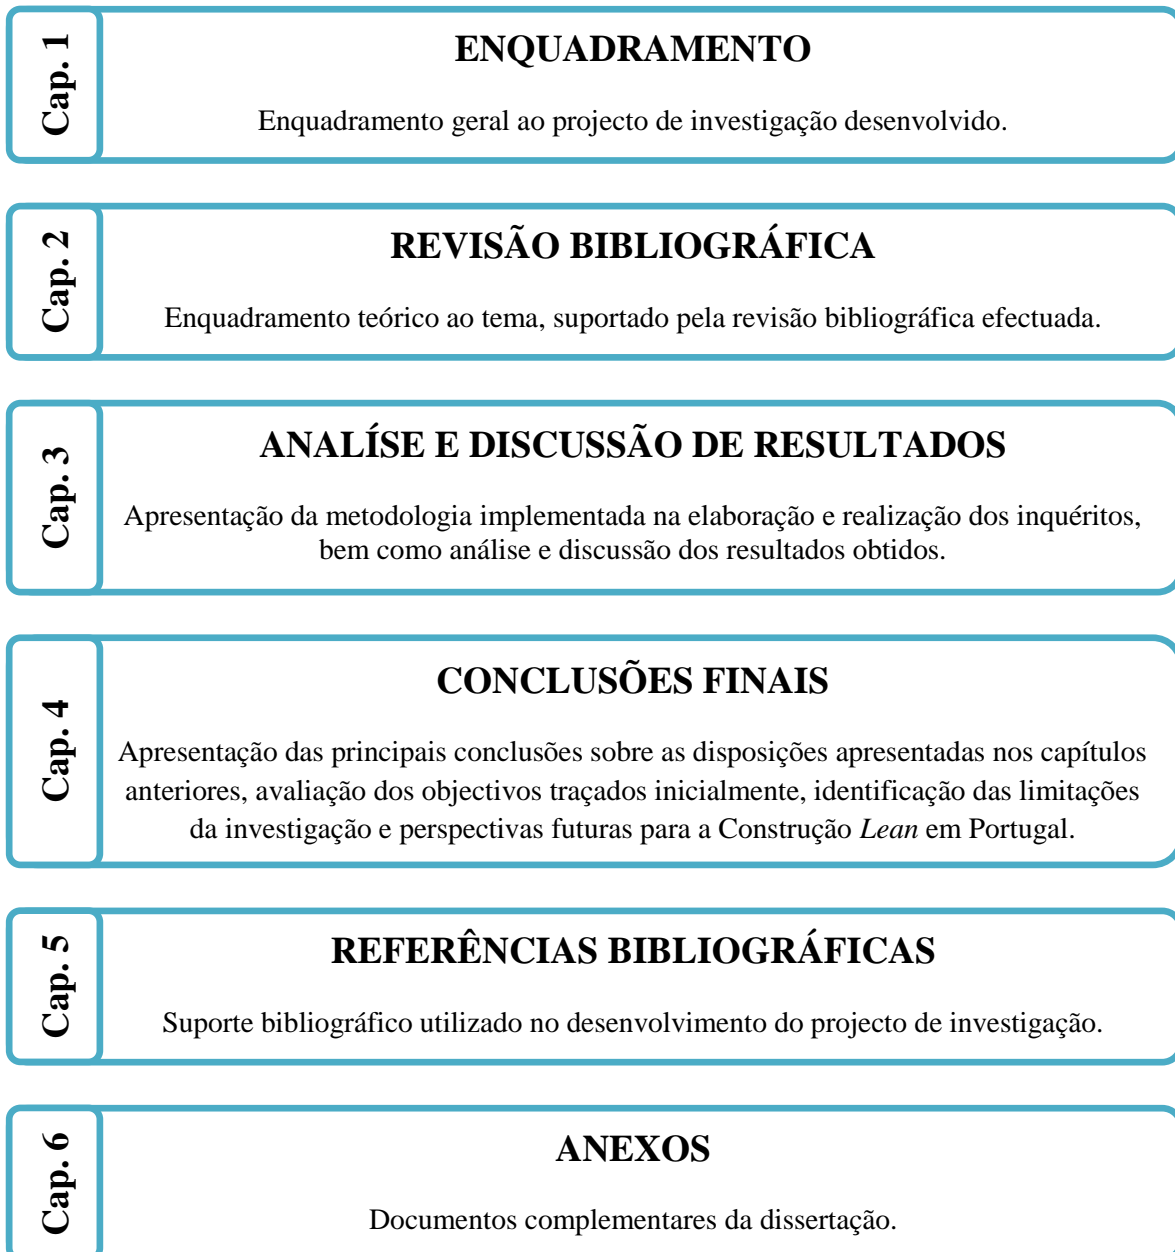 Cap. 1
ENQUADRAMENTO
Enquadramento geral ao projecto de investigação desenvolvido.
Cap. 2
REVISÃO BIBLIOGRÁFICA
Enquadramento teórico ao tema, suportado pela revisão bibliográfica efectuada.
Cap. 3
ANALÍSE E DISCUSSÃO DE RESULTADOS
Apresentação da metodologia implementada na elaboração e realização dos inquéritos,
bem como análise e discussão dos resultados obtidos.
Cap. 4
CONCLUSÕES FINAIS
Apresentação das principais conclusões sobre as disposições apresentadas nos capítulos
anteriores, avaliação dos objectivos traçados inicialmente, identificação das limitações
da investigação e perspectivas futuras para a Construção Lean em Portugal.
Cap. 5
REFERÊNCIAS BIBLIOGRÁFICAS
Suporte bibliográfico utilizado no desenvolvimento do projecto de investigação.
Cap. 6
ANEXOS
Documentos complementares da dissertação.